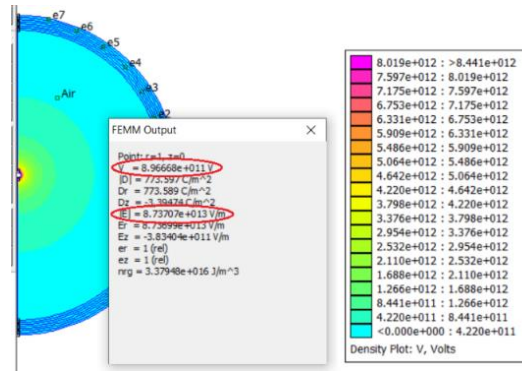 e7
e6
e5
e4
a3
e2
Air
FEMM Output
Point: r=1, z=0
V = 8.96668e+011 V
|D| = 773.597 C/m^2
Dr = 773.589 C/m^2
Dz = -3.39474 C/m^2
|E| = 8.73707e+013 V/m
Er = 8.73699e+013 V/m
Ez = -3.83404e+011 V/m
er = 1 (rel)
ez = 1 (rel)
nrg = 3.37948e+016 J/m^3
8.019e+012 : >8.441e+012
7.597e+012 : 8.019e+012
7.175e+012 : 7.597e+012
6.753e+012 : 7.175e+012
6.331e+012 : 6.753e+012
5.909e+012 : 6.331e+012
5.486e+012 : 5.909e+012
5.064e+012 : 5.486e+012
4.642e+012 : 5.064e+012
4.220e+012 : 4.642e+012
3.798e+012 : 4.220e+012
3.376e+012 : 3.798e+012
2.954e+012 : 3.376e+012
2.532e+012 : 2.954e+012
2.110e+012 : 2.532e+012
1.688e+012 : 2.110e+012
1.266e+012 : 1.688e+012
8.441e+011 : 1.266e+012
4.220e+011 : 8.441e+011
<0.000e+000 : 4.220e+011
Density Plot: V, Volts